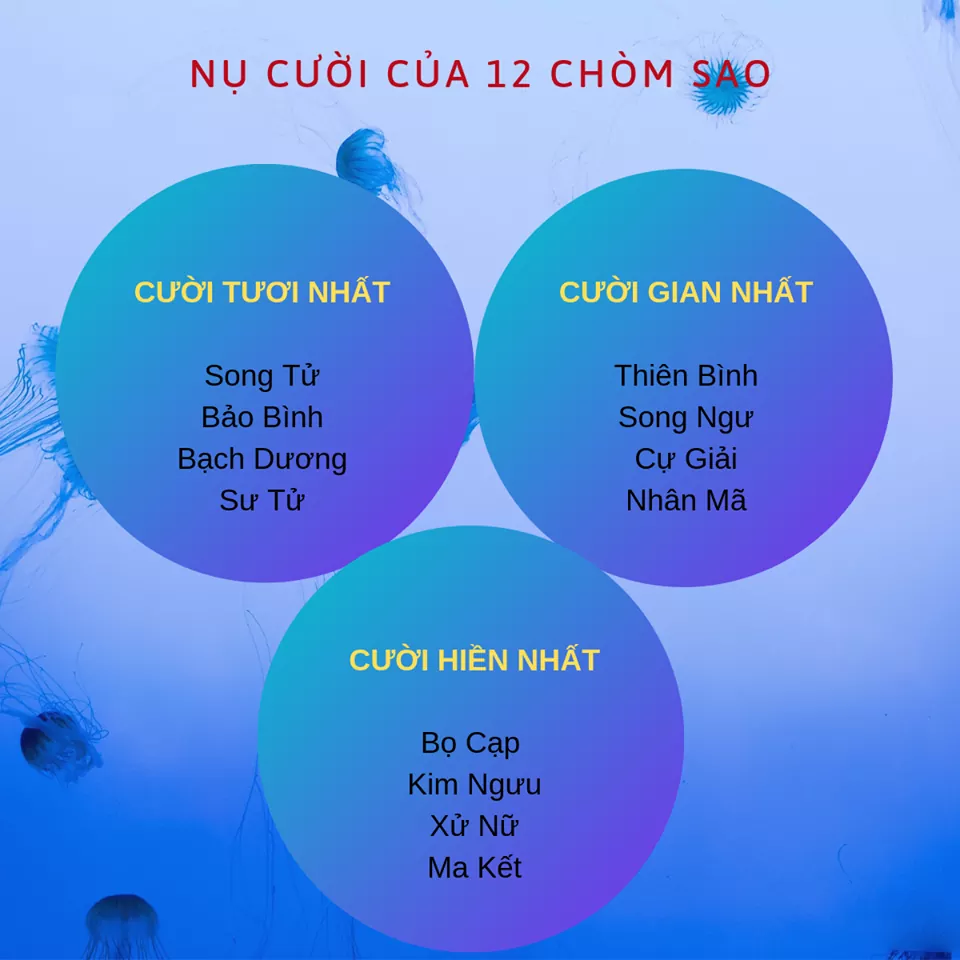 NỤ CƯỜI CỦA 12 CHÒM SAO
CƯỜI TƯƠI NHẤT
Song Tử
Bảo Bình
Bạch Dương
Sư Tử
CƯỜI GIAN NHẤT
Thiên Bình
Song Ngư
Cự Giải
Nhân Mã
CƯỜI HIỀN NHẤT
Bọ Cạp
Kim Ngưu
Xử Nữ
Ma Kết